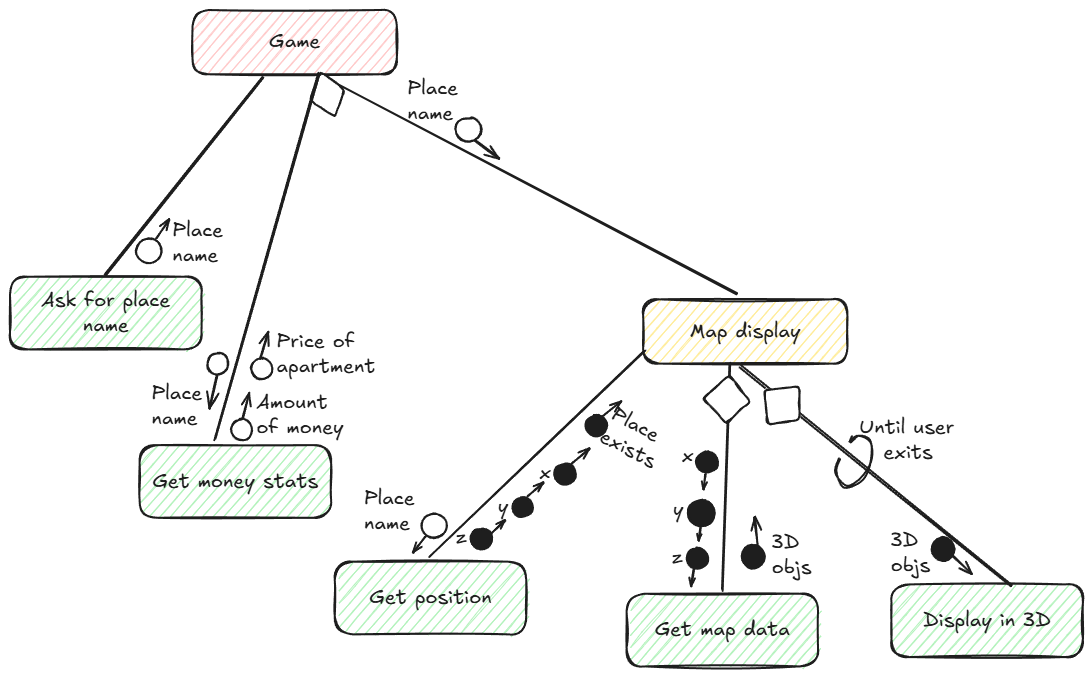 Game
Place
name
Place
name
Ask for place
name
Price of
apartment
Place
name
Amount
of money
Get money stats
Map display
Place
exists
x
y
z
Place
name
Get position
x
y
z
3D
objs
Get map data
Until user
exits
3D
objs
Display in 3D